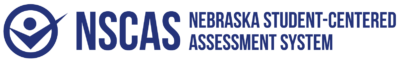 NSCAS
NEBRASKA STUDENT-CENTERED
ASSESSMENT SYSTEM